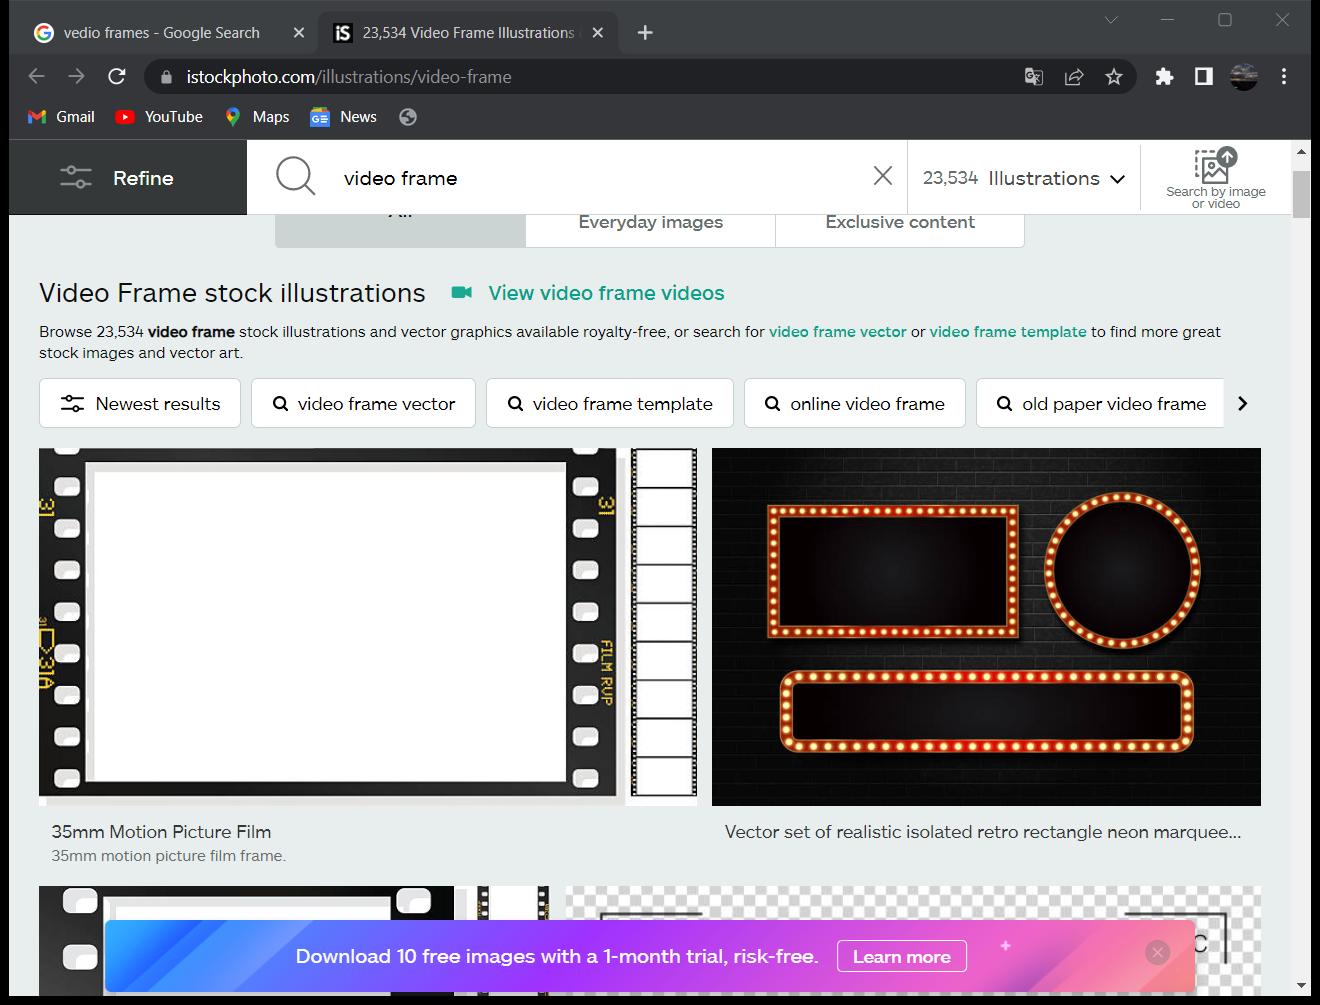 vedio frames - Google Search
iS
23,534 Video Frame Illustrations
istockphoto.com/illustrations/video-frame
Gmail
YouTube
Maps
News
Refine
video frame
23,534 Illustrations
Search by image
or video
All
Everyday images
Exclusive content
Video Frame stock illustrations
View video frame videos
Browse 23,534 video frame stock illustrations and vector graphics available royalty-free, or search for video frame vector or video frame template to find more great
stock images and vector art.
Newest results
video frame vector
video frame template
online video frame
old paper video frame
31
31
31
31A
FILM RUP
35mm Motion Picture Film
35mm motion picture film frame.
Vector set of realistic isolated retro rectangle neon marquee...
Download 10 free images with a 1-month trial, risk-free.
Learn more